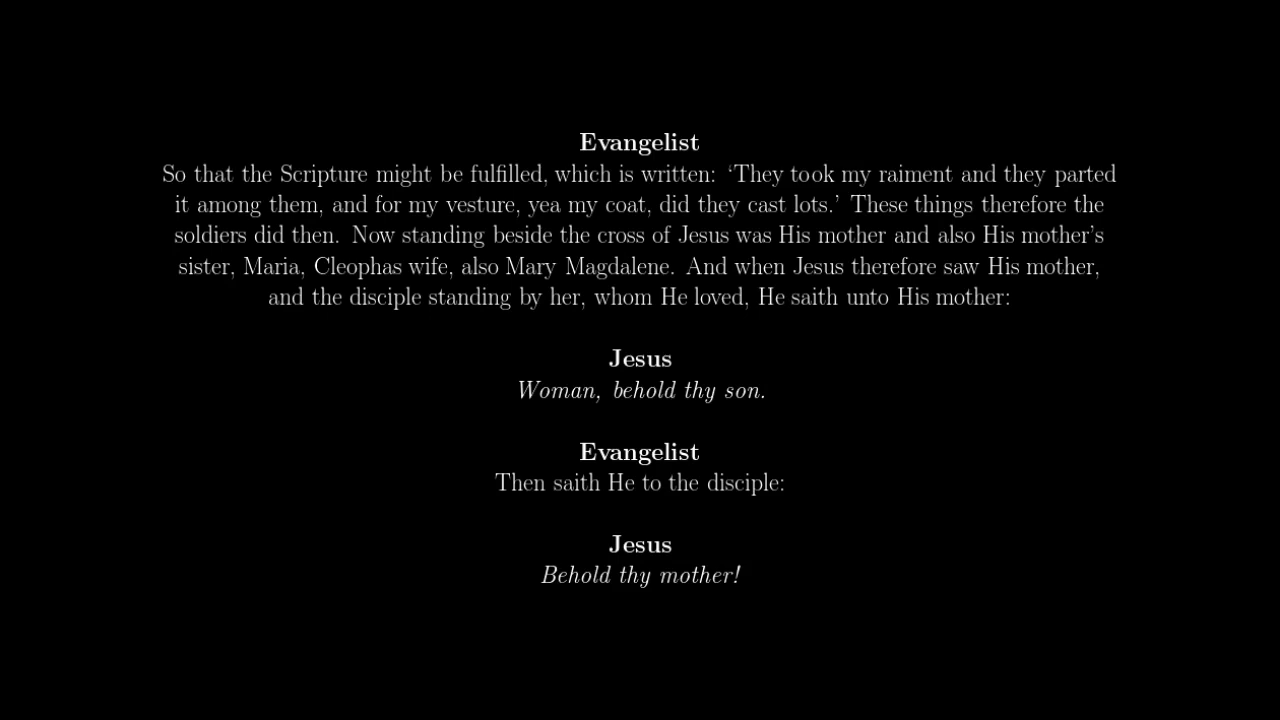 Evangelist
So that the Scripture might be fulfilled, which is written: ‘They took my raiment and they parted
it among them, and for my vesture, yea my coat, did they cast lots.’ These things therefore the
soldiers did then. Now standing beside the cross of Jesus was His mother and also His mother’s
sister, Maria, Cleophas wife, also Mary Magdalene. And when Jesus therefore saw His mother,
and the disciple standing by her, whom He loved, He saith unto His mother:
Jesus
Woman, behold thy son.
Evangelist
Then saith He to the disciple:
Jesus
Behold thy mother!